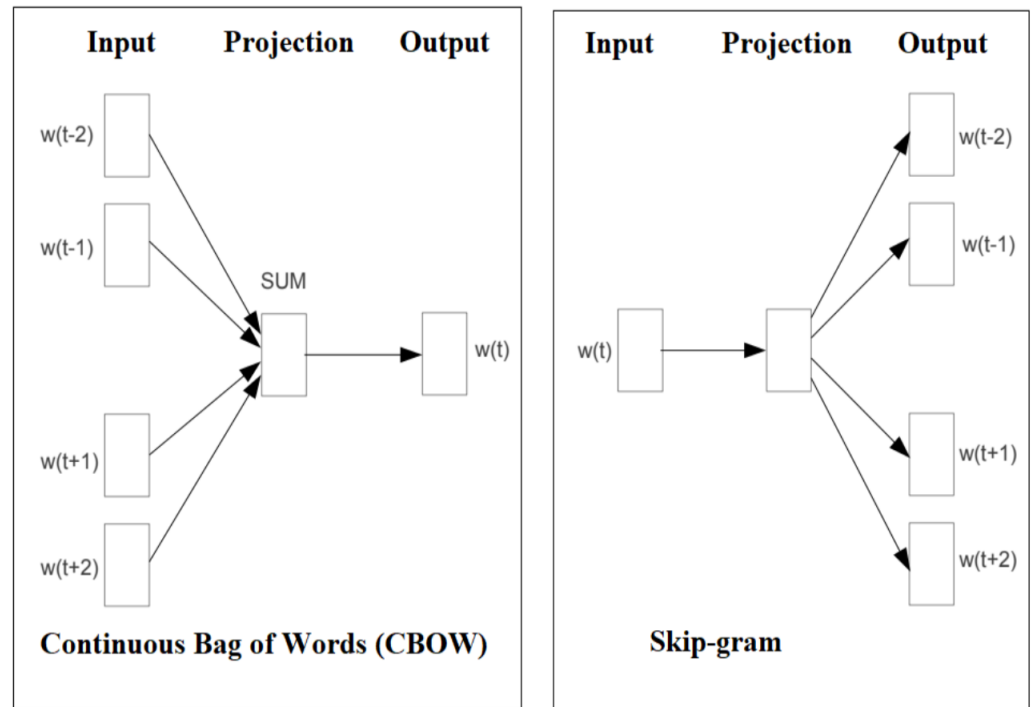 Input Projection Output
w(t-2)
w(t-1)
SUM
w(t)
w(t+1)
w(t+2)
Continuous Bag of Words (CBOW)
Input Projection Output
w(t-2)
w(t-1)
w(t)
w(t+1)
w(t+2)
Skip-gram